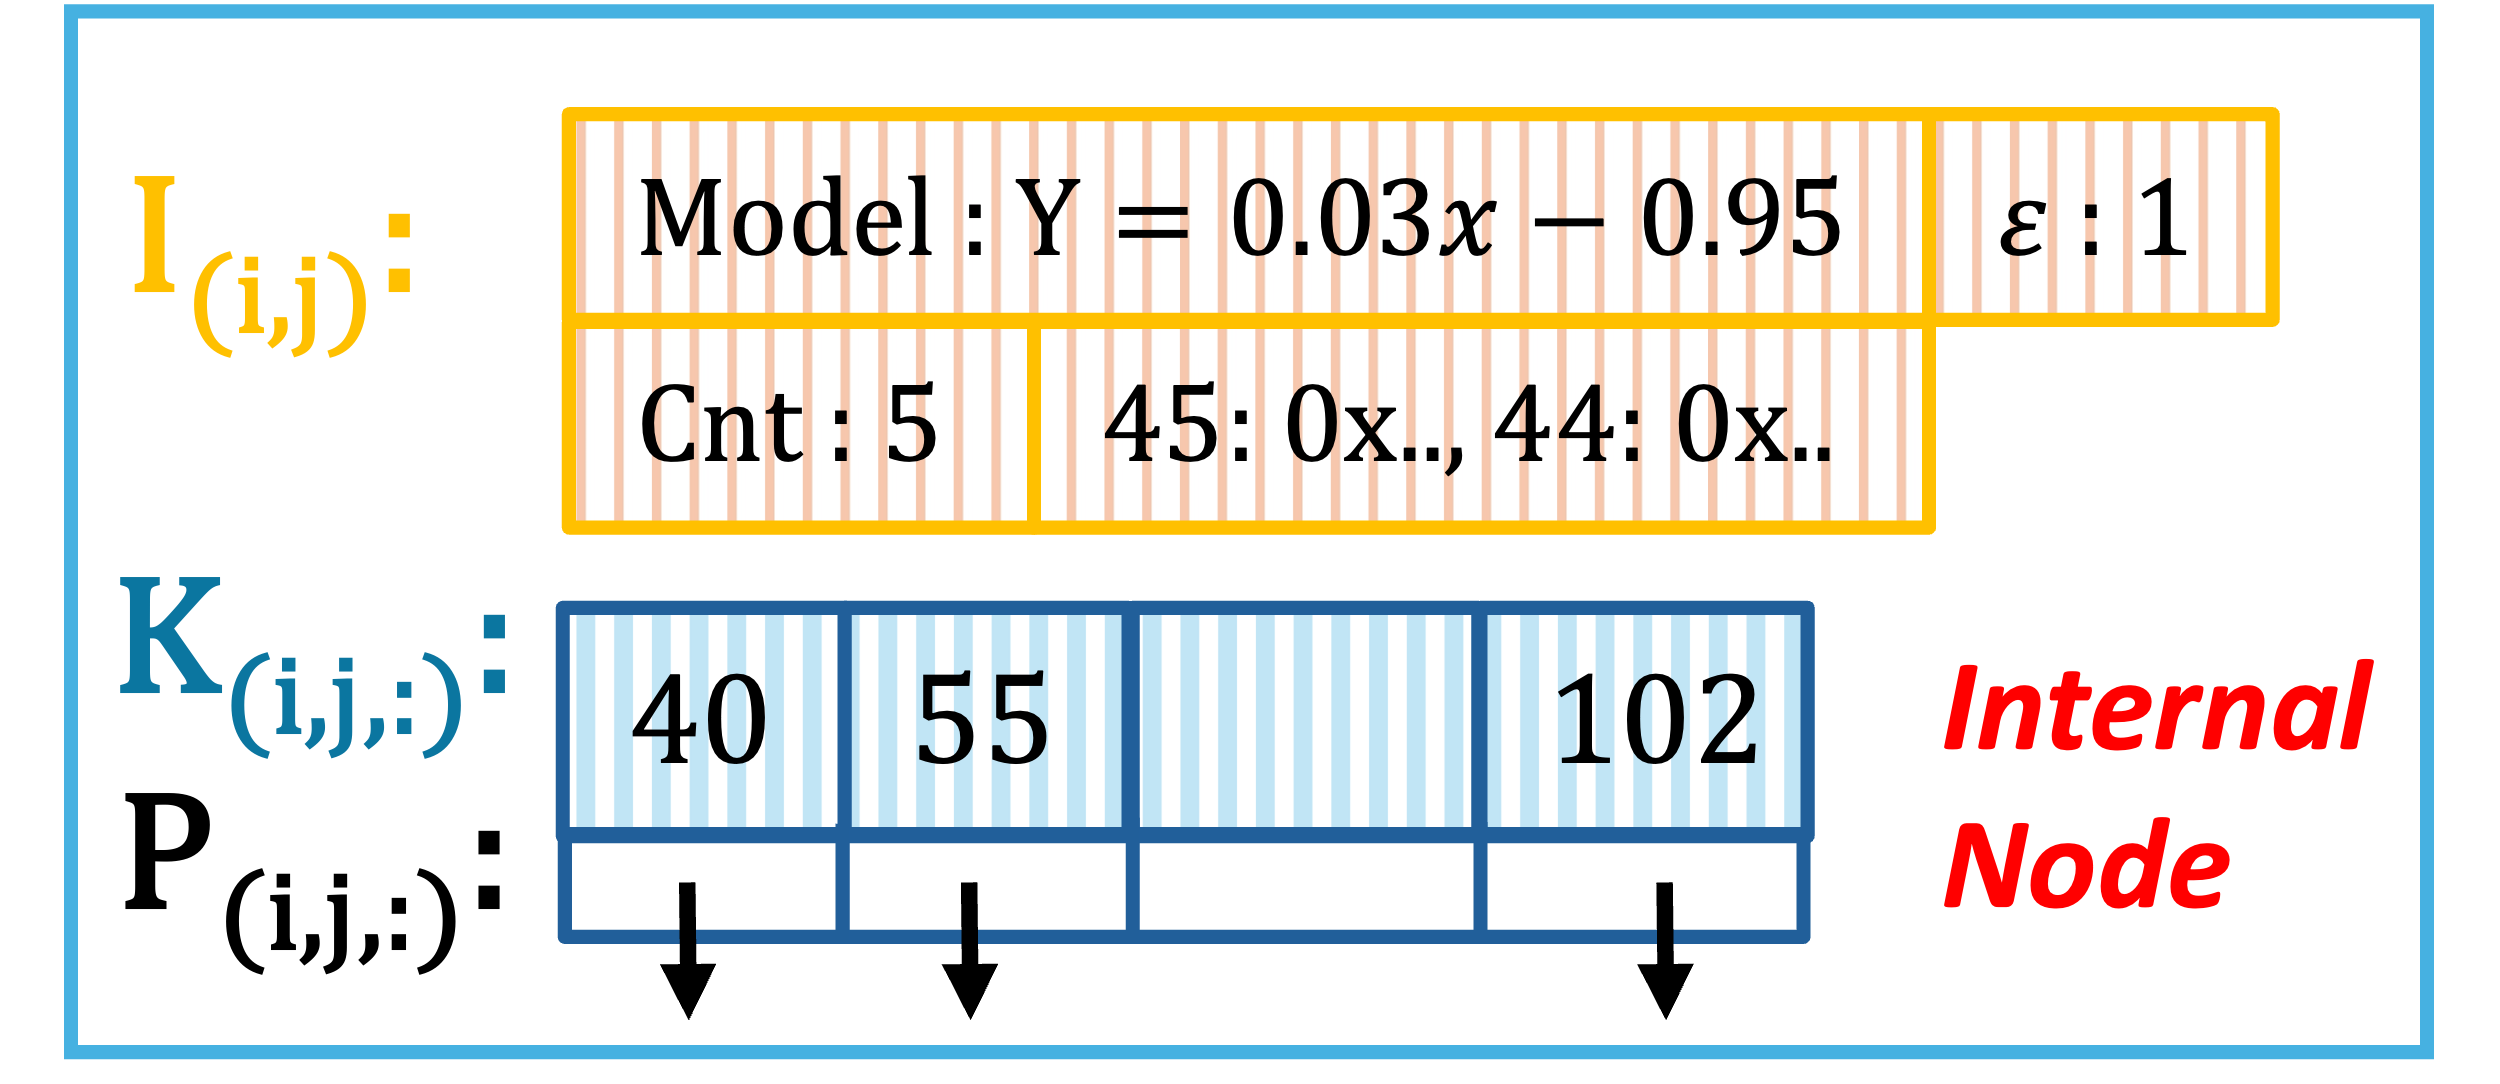 I(i,j): Model: Y = 0.03x − 0.95 ε: 1
Cnt: 5 45: 0x.., 44: 0x..
K(i,j,:): 40 55 102
P(i,j,:):
Internal
Node